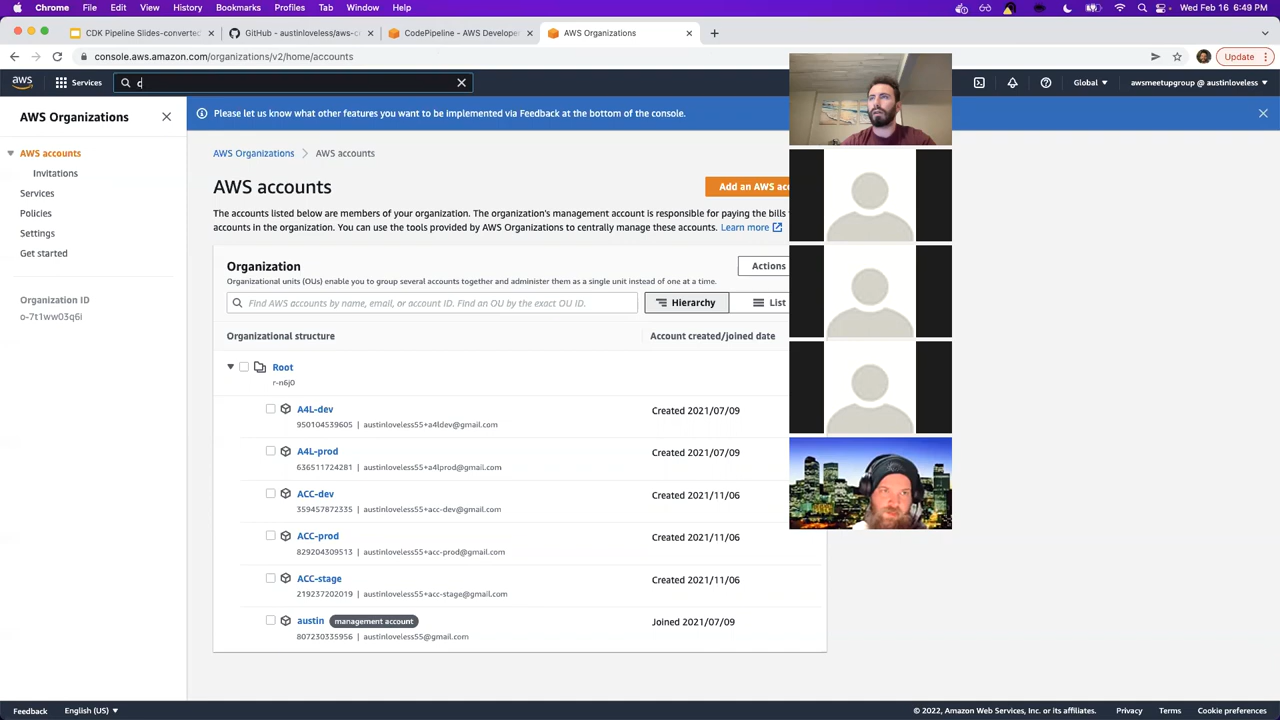 Chrome File Edit View History Bookmarks Profiles Tab Window Help
Wed Feb 16 6:49 PM
CDK Pipeline Slides-converted
GitHub - austinloveless/aws-c
CodePipeline - AWS Developer
AWS Organizations
console.aws.amazon.com/organizations/v2/home/accounts
Update
aws
Services
c
Global
awsmeetupgroup @ austinloveless
AWS Organizations
Please let us know what other features you want to be implemented via Feedback at the bottom of the console.
AWS accounts
Invitations
Services
Policies
Settings
Get started
Organization ID
o-7t1ww03q6i
AWS Organizations > AWS accounts
AWS accounts
Add an AWS acc
The accounts listed below are members of your organization. The organization's management account is responsible for paying the bills
accounts in the organization. You can use the tools provided by AWS Organizations to centrally manage these accounts. Learn more
Organization
Actions
Organizational units (OUs) enable you to group several accounts together and administer them as a single unit instead of one at a time.
Find AWS accounts by name, email, or account ID. Find an OU by the exact OU ID.
Hierarchy
List
Organizational structure
Account created/joined date
Root
r-n6j0
A4L-dev
950104539605 | austinloveless55+a4ldev@gmail.com
Created 2021/07/09
A4L-prod
636511724281 | austinloveless55+a4lprod@gmail.com
Created 2021/07/09
ACC-dev
359457872335 | austinloveless55+acc-dev@gmail.com
Created 2021/11/06
ACC-prod
829204309513 | austinloveless55+acc-prod@gmail.com
Created 2021/11/06
ACC-stage
219237202019 | austinloveless55+acc-stage@gmail.com
Created 2021/11/06
austin management account
807230335956 | austinloveless55@gmail.com
Joined 2021/07/09
Feedback
English (US)
© 2022, Amazon Web Services, Inc. or its affiliates.
Privacy
Terms
Cookie preferences